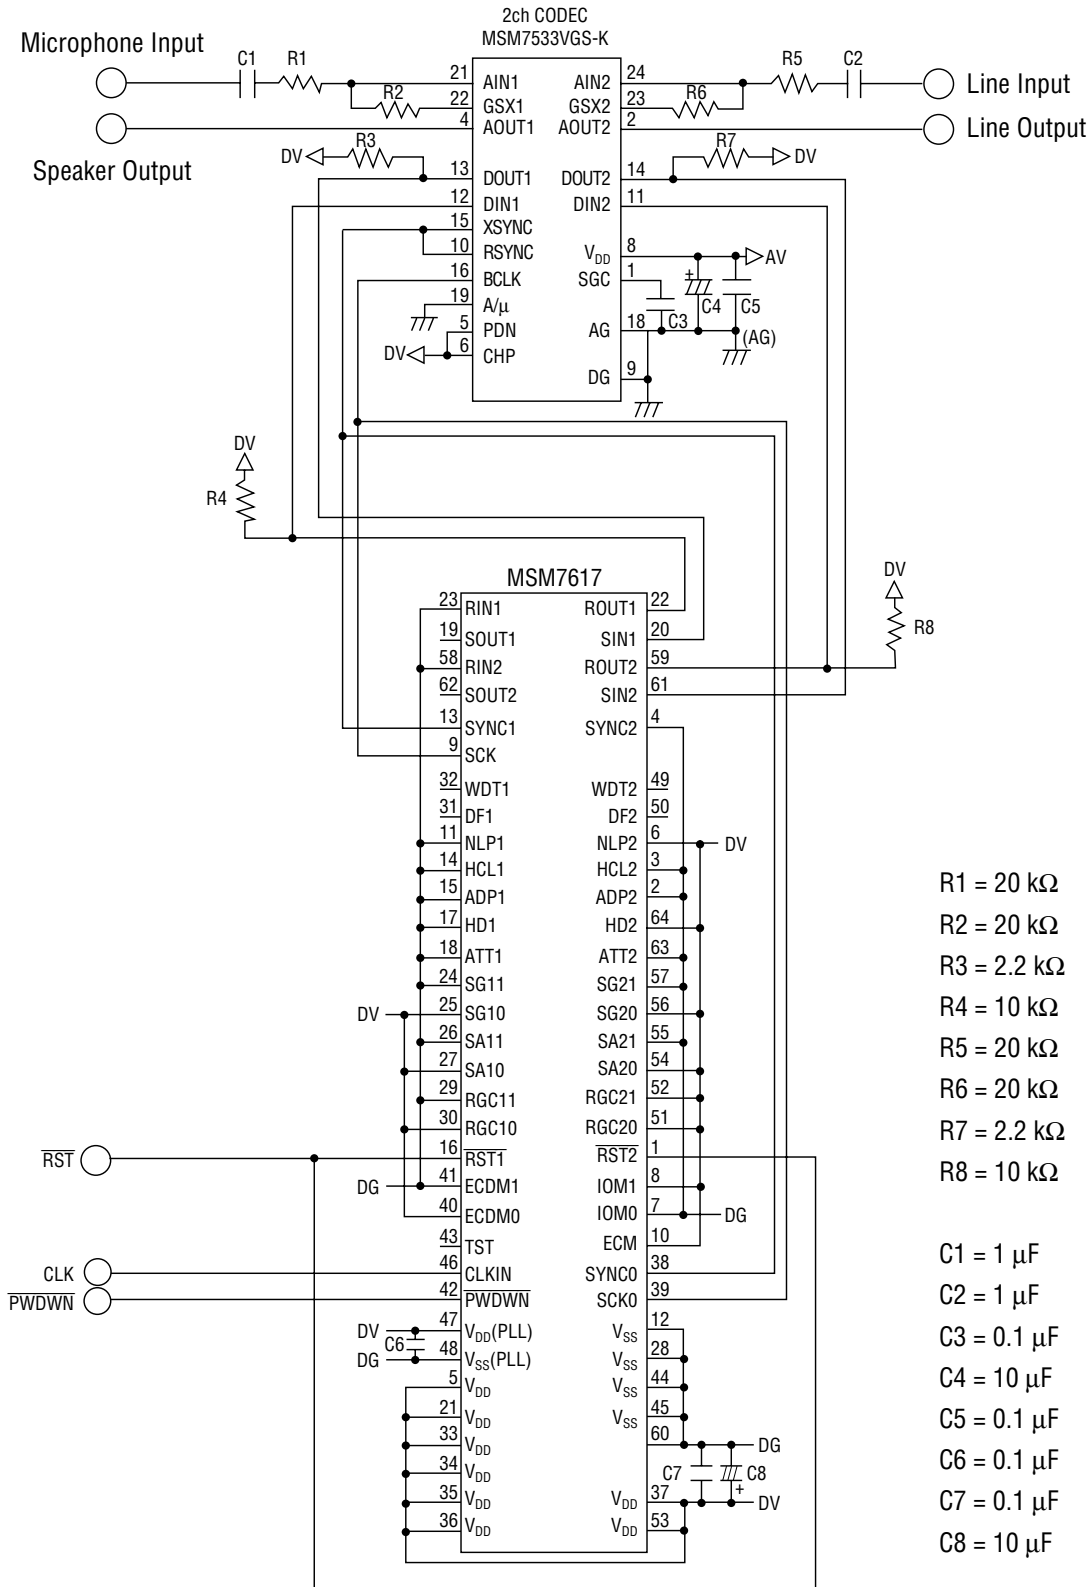 2ch CODEC
MSM7533VGS-K
Microphone Input
C1 R1
21 AIN1 AIN2 24
R5 C2
Line Input
R2
22 GSX1 GSX2 23
R6
4 AOUT1 AOUT2 2
Line Output
Speaker Output
DV R3
R7 DV
13 DOUT1 DOUT2 14
12 DIN1 DIN2 11
15 XSYNC
10 RSYNC VDD 8
AV
16 BCLK SGC 1
+
C4 C5
19 A/μ
C3
5 PDN AG 18
(AG)
DV 6 CHP
DG 9
DV
R4
MSM7617
DV
R8
23 RIN1 ROUT1 22
19 SOUT1 SIN1 20
58 RIN2 ROUT2 59
62 SOUT2 SIN2 61
13 SYNC1 SYNC2 4
9 SCK
32 WDT1 WDT2 49
31 DF1 DF2 50
11 NLP1 NLP2 6 DV
14 HCL1 HCL2 3
15 ADP1 ADP2 2
17 HD1 HD2 64
18 ATT1 ATT2 63
24 SG11 SG21 57
DV 25 SG10 SG20 56
26 SA11 SA21 55
27 SA10 SA20 54
29 RGC11 RGC21 52
30 RGC10 RGC20 51
RST 16 RST1 RST2 1
DG 41 ECDM1 IOM1 8
40 ECDM0 IOM0 7 DG
43 TST ECM 10
CLK 46 CLKIN SYNC0 38
PWDWN 42 PWDWN SCK0 39
DV 47 VDD(PLL) VSS 12
C6
DG 48 VSS(PLL) VSS 28
5 VDD VSS 44
21 VDD VSS 45
33 VDD 60 DG
34 VDD C7 C8
+
35 VDD VDD 37 DV
36 VDD VDD 53
R1 = 20 kΩ
R2 = 20 kΩ
R3 = 2.2 kΩ
R4 = 10 kΩ
R5 = 20 kΩ
R6 = 20 kΩ
R7 = 2.2 kΩ
R8 = 10 kΩ
C1 = 1 μF
C2 = 1 μF
C3 = 0.1 μF
C4 = 10 μF
C5 = 0.1 μF
C6 = 0.1 μF
C7 = 0.1 μF
C8 = 10 μF